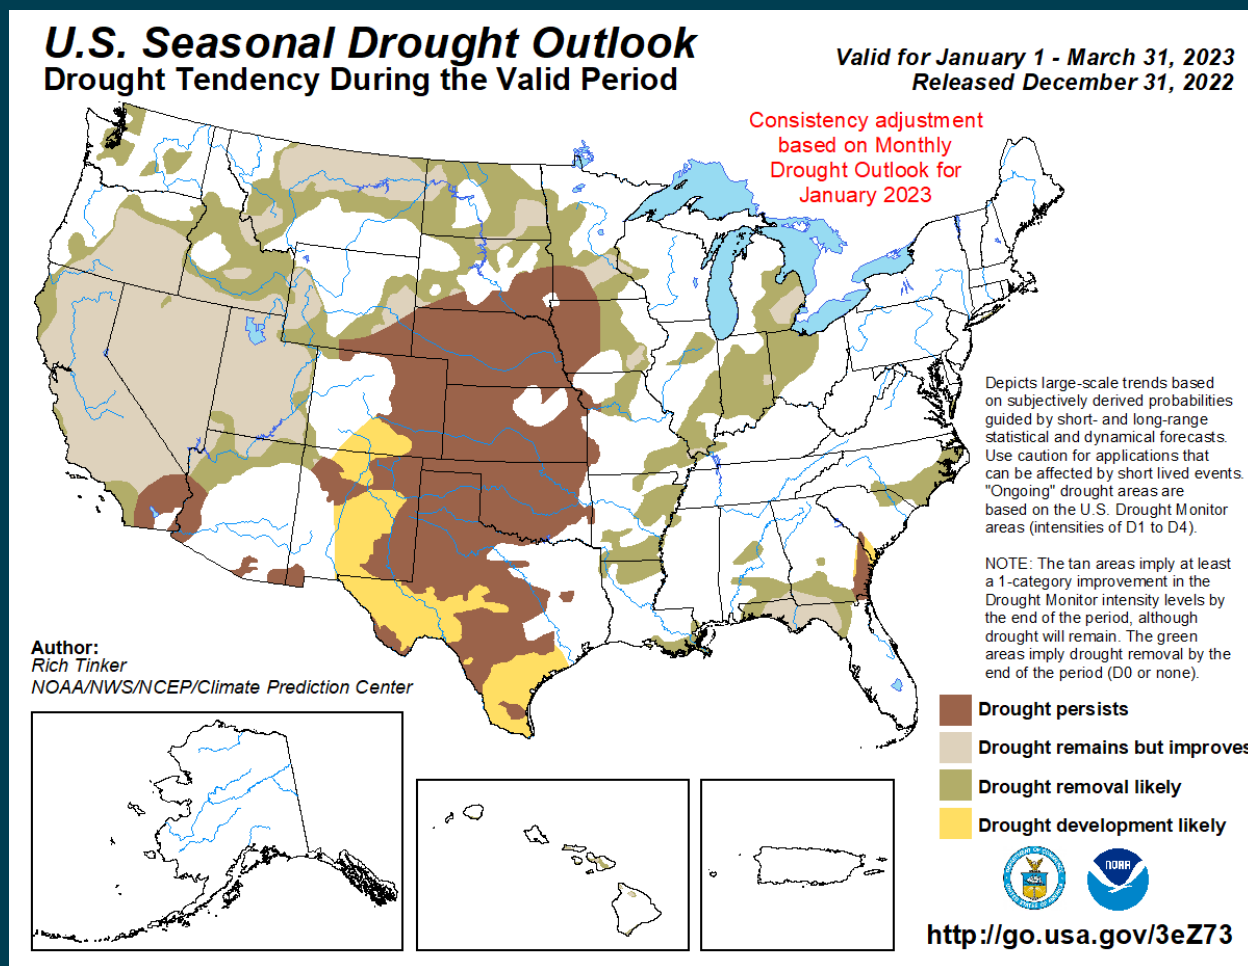 U.S. Seasonal Drought Outlook
Drought Tendency During the Valid Period
Valid for January 1 - March 31, 2023
Released December 31, 2022
Consistency adjustment
based on Monthly
Drought Outlook for
January 2023
Depicts large-scale trends based
on subjectively derived probabilities
guided by short- and long-range
statistical and dynamical forecasts.
Use caution for applications that
can be affected by short lived events.
"Ongoing" drought areas are
based on the U.S. Drought Monitor
areas (intensities of D1 to D4).
NOTE: The tan areas imply at least
a 1-category improvement in the
Drought Monitor intensity levels by
the end of the period, although
drought will remain. The green
areas imply drought removal by the
end of the period (D0 or none).
Author:
Rich Tinker
NOAA/NWS/NCEP/Climate Prediction Center
Drought persists
Drought remains but improves
Drought removal likely
Drought development likely
NOAA
http://go.usa.gov/3eZ73